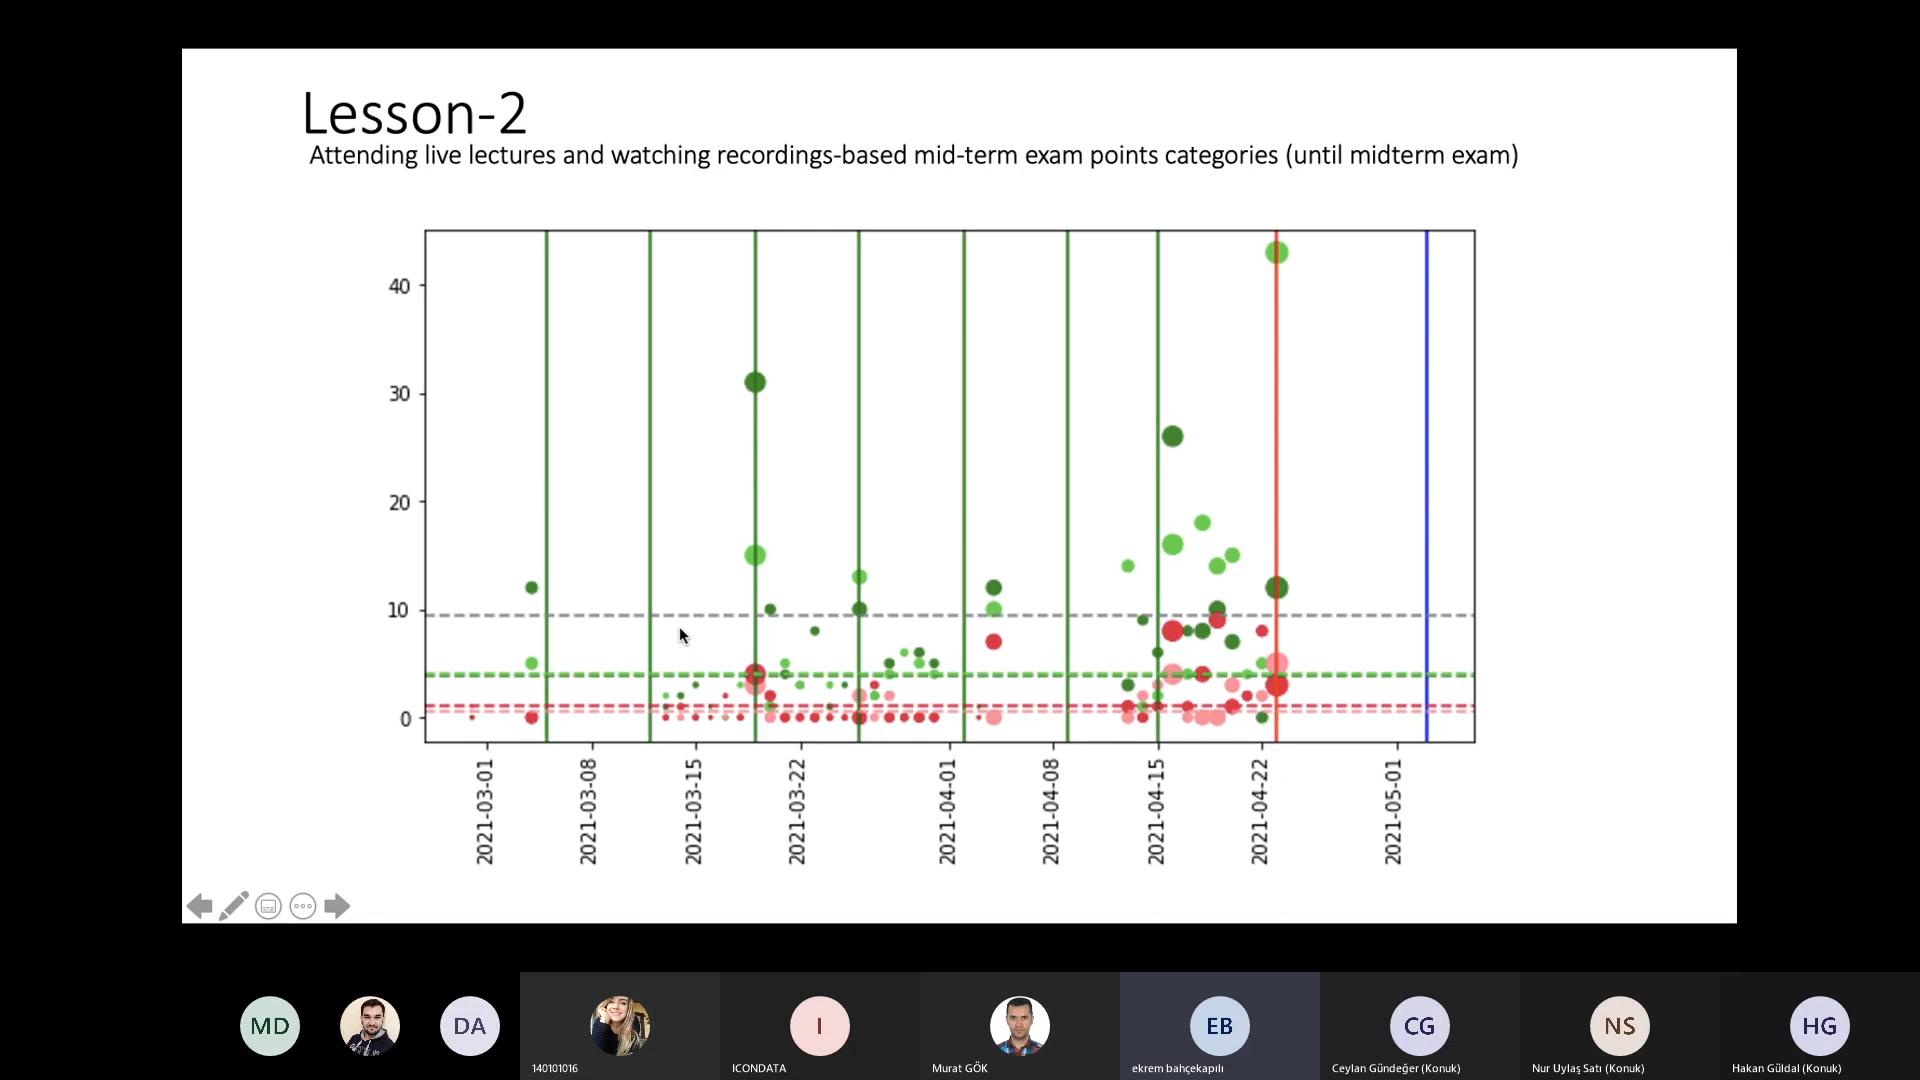 Lesson-2
Attending live lectures and watching recordings-based mid-term exam points categories (until midterm exam)
40
30
20
10
0
2021-03-01
2021-03-08
2021-03-15
2021-03-22
2021-04-01
2021-04-08
2021-04-15
2021-04-22
2021-05-01
MD
DA
I
EB
CG
NS
HG
140101016
ICONDATA
Murat GÖK
ekrem bahçekapılı
Ceylan Gündeğer (Konuk)
Nur Uylaş Satı (Konuk)
Hakan Güldal (Konuk)